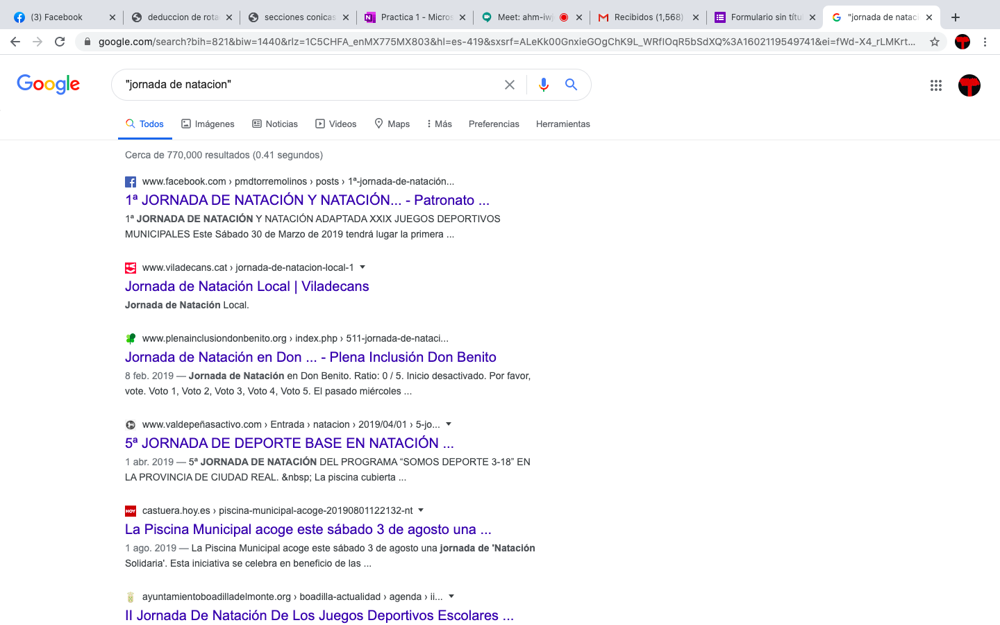 (3) Facebook
deduccion de rota
secciones conicas
Practica 1 - Micros
Meet: ahm-iwj
Recibidos (1,568)
Formulario sin títu
"jornada de nataci
google.com/search?bih=821&biw=1440&rlz=1C5CHFA_enMX775MX803&hl=es-419&sxsrf=ALeKk00GnxieGOgChK9L_WRfIOqR5bSdXQ%3A1602119549741&ei=fWd-X4_rLMKrt...
Google
"jornada de natacion"
Todos Imágenes Noticias Videos Maps Más Preferencias Herramientas
Cerca de 770,000 resultados (0.41 segundos)
www.facebook.com › pmdtorremolinos › posts › 1ª-jornada-de-natación...
1ª JORNADA DE NATACIÓN Y NATACIÓN... - Patronato ...
1ª JORNADA DE NATACIÓN Y NATACIÓN ADAPTADA XXIX JUEGOS DEPORTIVOS
MUNICIPALES Este Sábado 30 de Marzo de 2019 tendrá lugar la primera ...
www.viladecans.cat › jornada-de-natacion-local-1
Jornada de Natación Local | Viladecans
Jornada de Natación Local.
www.plenainclusiondonbenito.org › index.php › 511-jornada-de-nataci...
Jornada de Natación en Don ... - Plena Inclusión Don Benito
8 feb. 2019 — Jornada de Natación en Don Benito. Ratio: 0 / 5. Inicio desactivado. Por favor,
vote. Voto 1, Voto 2, Voto 3, Voto 4, Voto 5. El pasado miércoles ...
www.valdepeñasactivo.com › Entrada › natacion › 2019/04/01 › 5-jo...
5ª JORNADA DE DEPORTE BASE EN NATACIÓN ...
1 abr. 2019 — 5ª JORNADA DE NATACIÓN DEL PROGRAMA “SOMOS DEPORTE 3-18” EN
LA PROVINCIA DE CIUDAD REAL. &nbsp; La piscina cubierta ...
HOY
castuera.hoy.es › piscina-municipal-acoge-20190801122132-nt
La Piscina Municipal acoge este sábado 3 de agosto una ...
1 ago. 2019 — La Piscina Municipal acoge este sábado 3 de agosto una jornada de 'Natación
Solidaria'. Esta iniciativa se celebra en beneficio de las ...
ayuntamientoboadilladelmonte.org › boadilla-actualidad › agenda › ii...
II Jornada De Natación De Los Juegos Deportivos Escolares ...